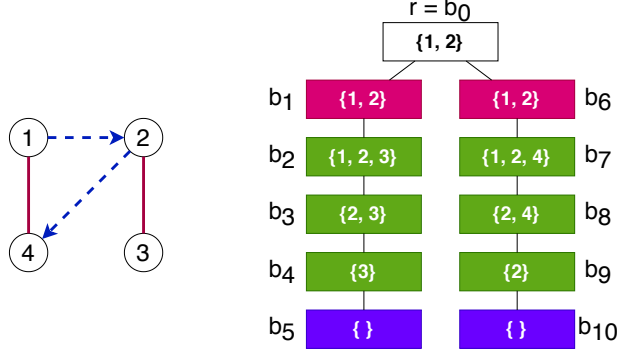 r = b0
{1, 2}
b1 {1, 2} {1, 2} b6
1 2 b2 {1, 2, 3} {1, 2, 4} b7
b3 {2, 3} {2, 4} b8
4 3 b4 {3} {2} b9
b5 { } { } b10